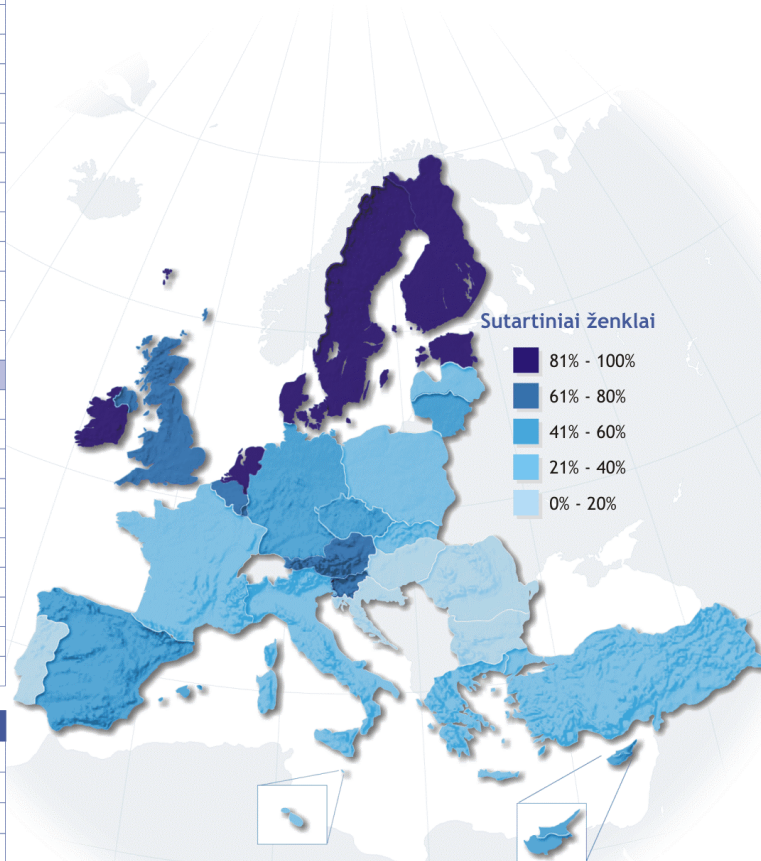 Sutartiniai ženklai
81% - 100%
61% - 80%
41% - 60%
21% - 40%
0% - 20%